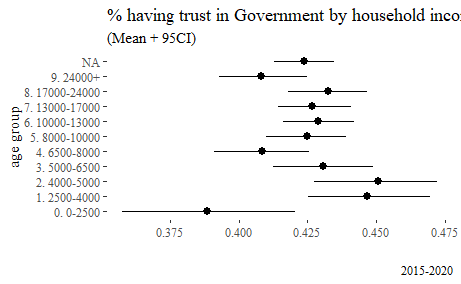 % having trust in Government by household inco
(Mean + 95CI)
age group
NA
9. 24000+
8. 17000-24000
7. 13000-17000
6. 10000-13000
5. 8000-10000
4. 6500-8000
3. 5000-6500
2. 4000-5000
1. 2500-4000
0. 0-2500
0.375 0.400 0.425 0.450 0.475
2015-2020